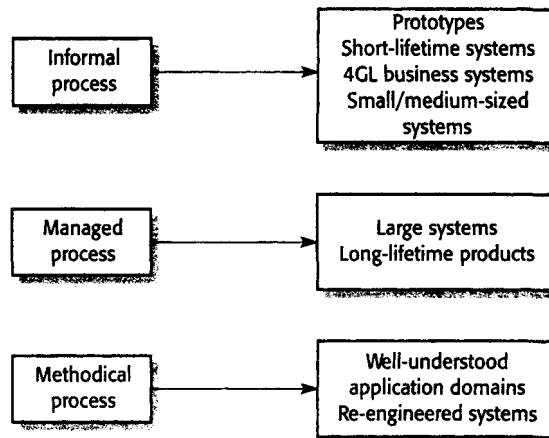 Informal
process
Prototypes
Short-lifetime systems
4GL business systems
Small/medium-sized
systems
Managed
process
Large systems
Long-lifetime products
Methodical
process
Well-understood
application domains
Re-engineered systems